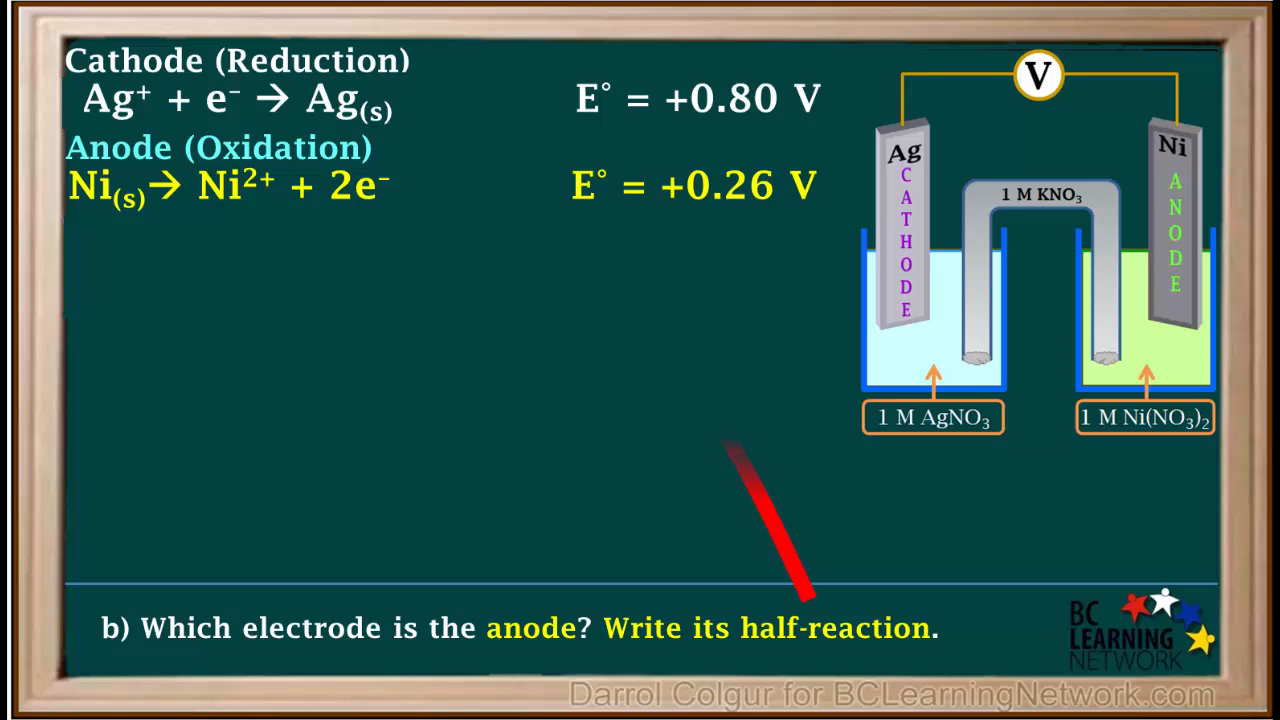 Cathode (Reduction)
Ag⁺ + e⁻ → Ag₍s₎ E° = +0.80 V
Anode (Oxidation)
Ni₍s₎→ Ni²⁺ + 2e⁻ E° = +0.26 V
V
Ag
CATHODE
1 M KNO₃
Ni
ANODE
1 M AgNO₃
1 M Ni(NO₃)₂
b) Which electrode is the anode? Write its half-reaction.
BC
LEARNING
NETWORK
Darrol Colgur for BCLearningNetwork.com